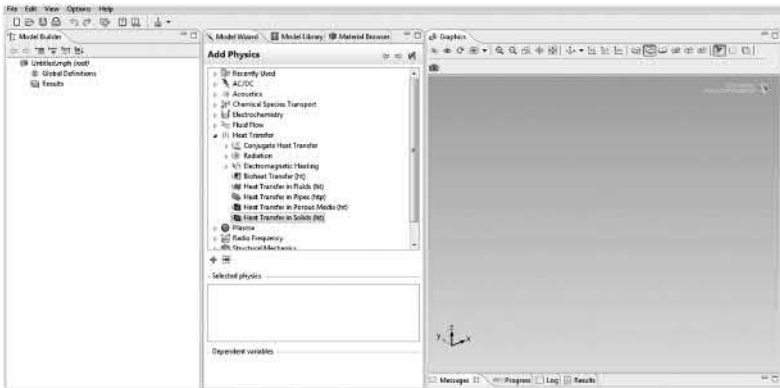 File Edit View Options Help
Model Builder
Untitled.mph (root)
Global Definitions
Results
Model Wizard
Model Library
Material Browser
Add Physics
Recently Used
AC/DC
Acoustics
Chemical Species Transport
Electrochemistry
Fluid Flow
Heat Transfer
Conjugate Heat Transfer
Radiation
Electromagnetic Heating
Bioheat Transfer (ht)
Heat Transfer in Fluids (ht)
Heat Transfer in Pipes (htp)
Heat Transfer in Porous Media (ht)
Heat Transfer in Solids (ht)
Plasma
Radio Frequency
Structural Mechanics
Selected physics
Dependent variables
Graphics
z
y
x
Messages
Progress
Log
Results